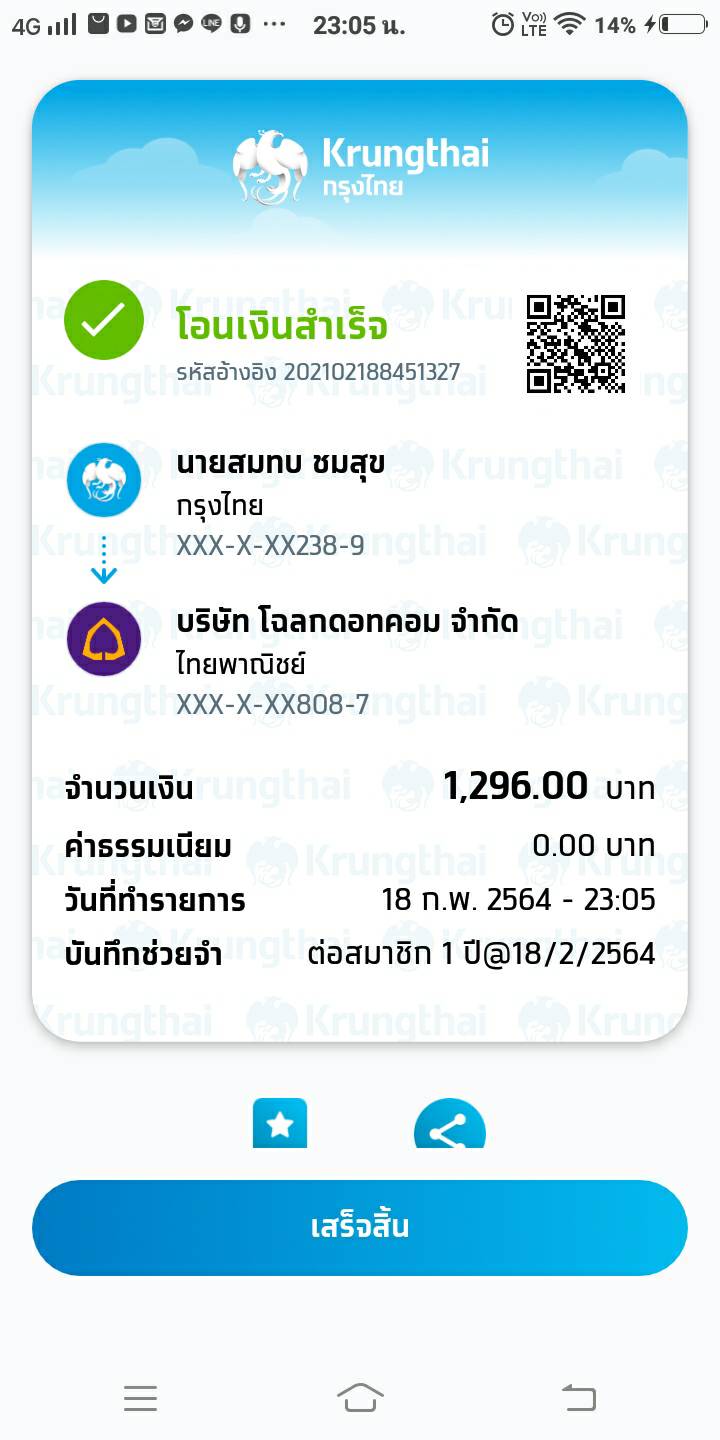 4G LINE ... 23:05 น. Vo)) LTE 14%
Krungthai
กรุงไทย
โอนเงินสำเร็จ
รหัสอ้างอิง 202102188451327
นายสมทบ ชมสุข
กรุงไทย
XXX-X-XX238-9
บริษัท โฉลกดอทคอม จำกัด
ไทยพาณิชย์
XXX-X-XX808-7
จำนวนเงิน 1,296.00 บาท
ค่าธรรมเนียม 0.00 บาท
วันที่ทำรายการ 18 ก.พ. 2564 - 23:05
บันทึกช่วยจำ ต่อสมาชิก 1 ปี@18/2/2564
เสร็จสิ้น